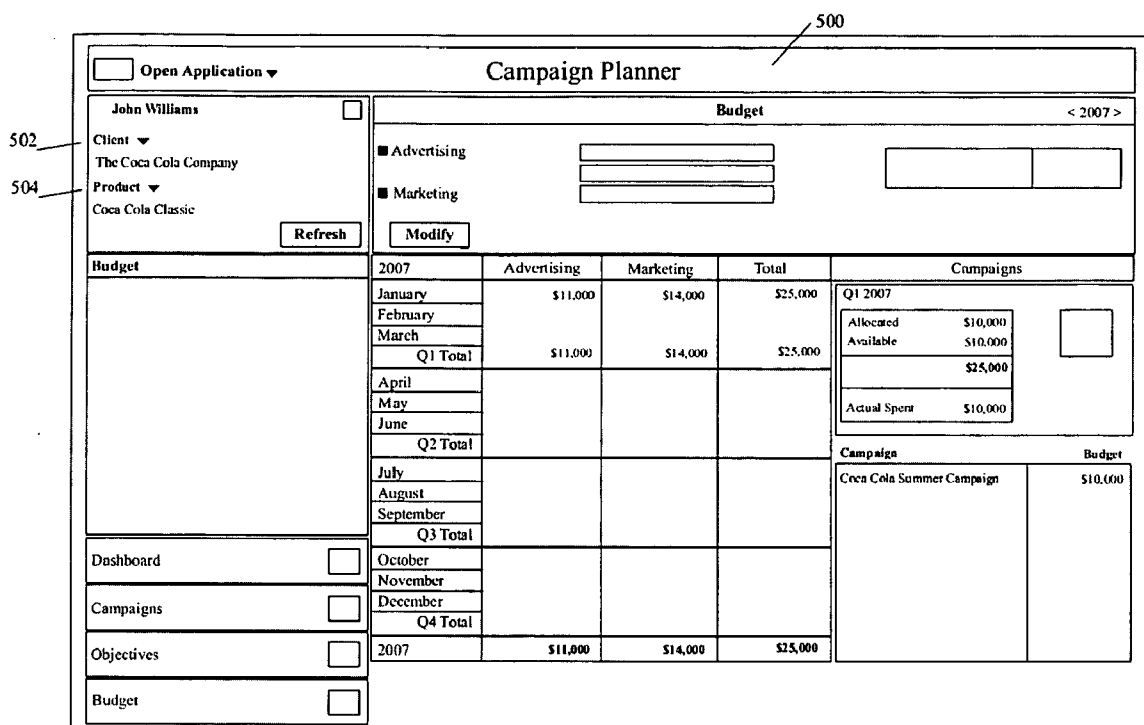 500
Open Application ▾ Campaign Planner
John Williams
502
Client ▾
The Coca Cola Company
504
Product ▾
Coca Cola Classic
Refresh
Budget < 2007 >
Advertising
Marketing
Modify
Budget
Dashboard
Campaigns
Objectives
Budget
2007 Advertising Marketing Total
January $11,000 $14,000 $25,000
February
March
Q1 Total $11,000 $14,000 $25,000
April
May
June
Q2 Total
July
August
September
Q3 Total
October
November
December
Q4 Total
2007 $11,000 $14,000 $25,000
Campaigns
Q1 2007
Allocated $10,000
Available $10,000
$25,000
Actual Spent $10,000
Campaign Budget
Coca Cola Summer Campaign $10,000